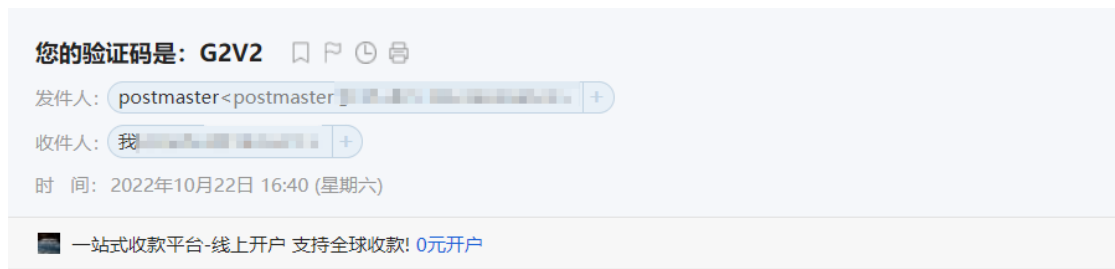 您的验证码是：G2V2
发件人：postmaster<postmaster
收件人：我
时 间：2022年10月22日 16:40 (星期六)
一站式收款平台-线上开户 支持全球收款! 0元开户